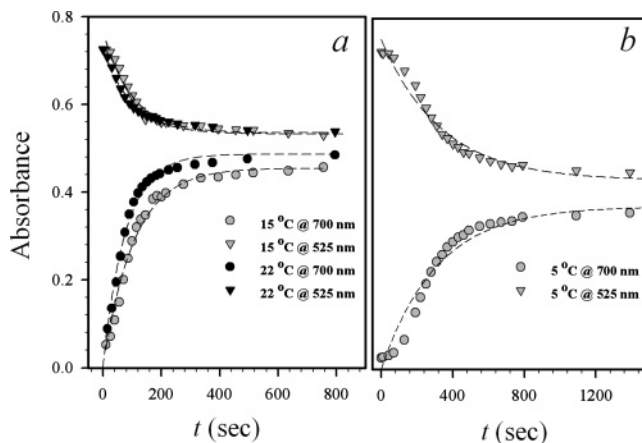 0.8
a
b
0.6
Absorbance
0.4
15 °C @ 700 nm
15 °C @ 525 nm
0.2
22 °C @ 700 nm
5 °C @ 700 nm
22 °C @ 525 nm
5 °C @ 525 nm
0.0
0 200 400 600 800
0 400 800 1200
t (sec)
t (sec)